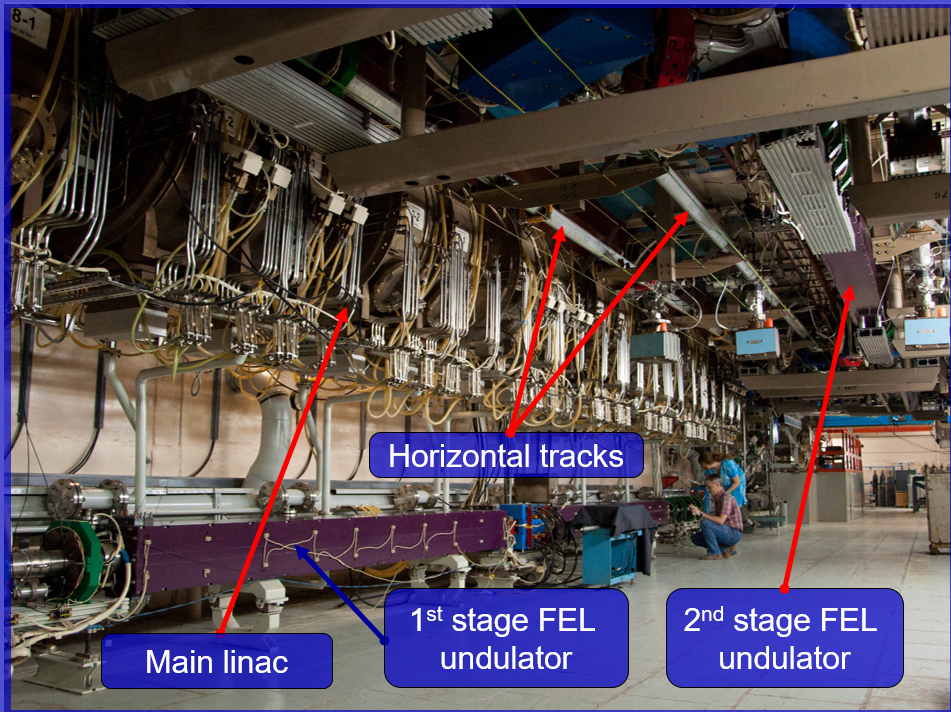 8-1
Horizontal tracks
1st stage FEL
undulator
2nd stage FEL
undulator
Main linac